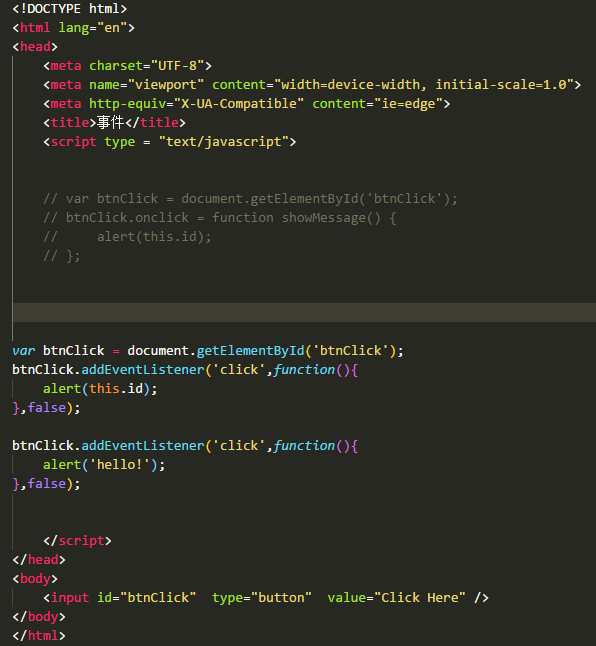 <!DOCTYPE html>
<html lang="en">
<head>
    <meta charset="UTF-8">
    <meta name="viewport" content="width=device-width, initial-scale=1.0">
    <meta http-equiv="X-UA-Compatible" content="ie=edge">
    <title>事件</title>
    <script type = "text/javascript">
    // var btnClick = document.getElementById('btnClick');
    // btnClick.onclick = function showMessage() {
    //     alert(this.id);
    // };
var btnClick = document.getElementById('btnClick');
btnClick.addEventListener('click',function(){
    alert(this.id);
},false);
btnClick.addEventListener('click',function(){
    alert('hello!');
},false);
    </script>
</head>
<body>
    <input id="btnClick"  type="button"  value="Click Here" />
</body>
</html>